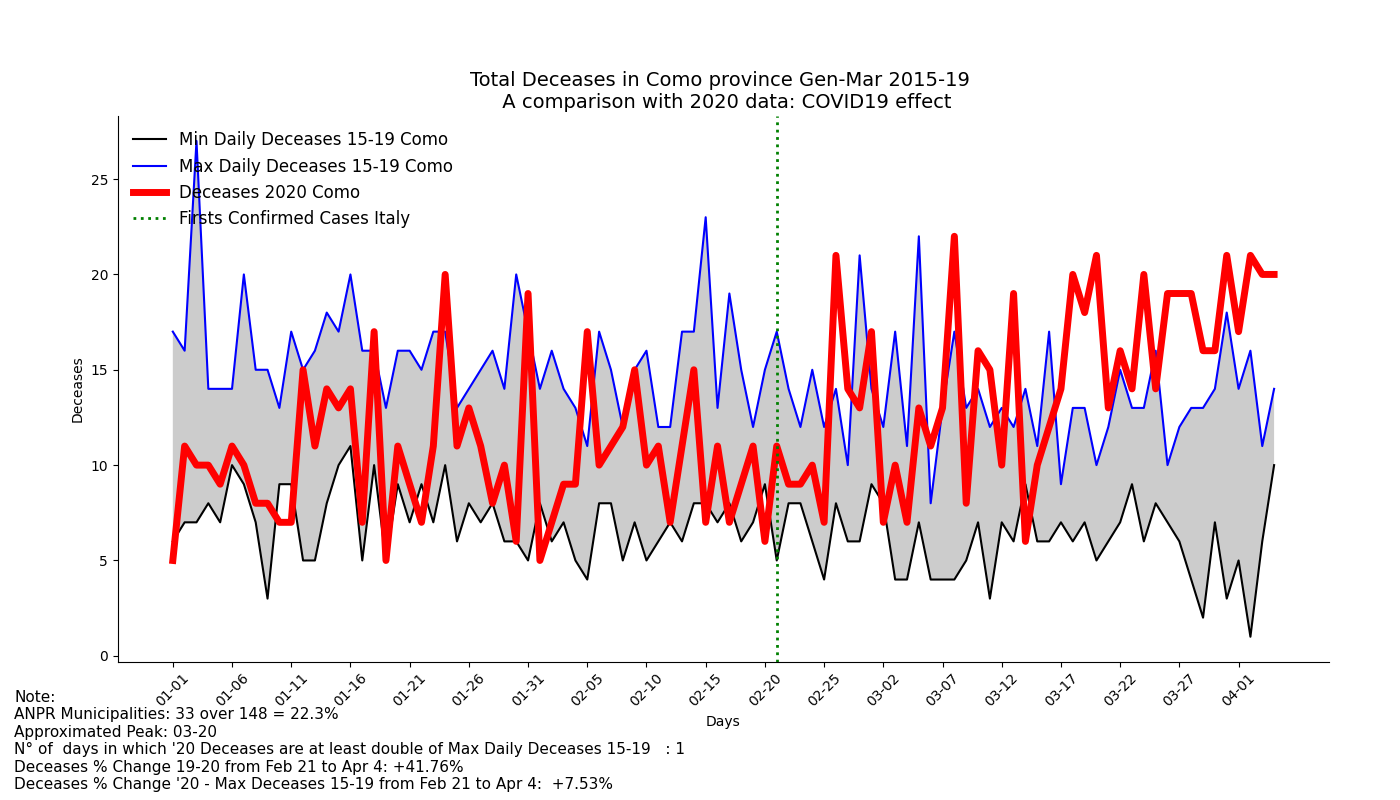 Total Deceases in Como province Gen-Mar 2015-19
A comparison with 2020 data: COVID19 effect
Min Daily Deceases 15-19 Como
Max Daily Deceases 15-19 Como
Deceases 2020 Como
Firsts Confirmed Cases Italy
Deceases
25
20
15
10
5
0
01-01
01-06
01-11
01-16
01-21
01-26
01-31
02-05
02-10
02-15
02-20
02-25
03-02
03-07
03-12
03-17
03-22
03-27
04-01
Days
Note:
ANPR Municipalities: 33 over 148 = 22.3%
Approximated Peak: 03-20
N° of  days in which '20 Deceases are at least double of Max Daily Deceases 15-19   : 1
Deceases % Change 19-20 from Feb 21 to Apr 4: +41.76%
Deceases % Change '20 - Max Deceases 15-19 from Feb 21 to Apr 4:  +7.53%